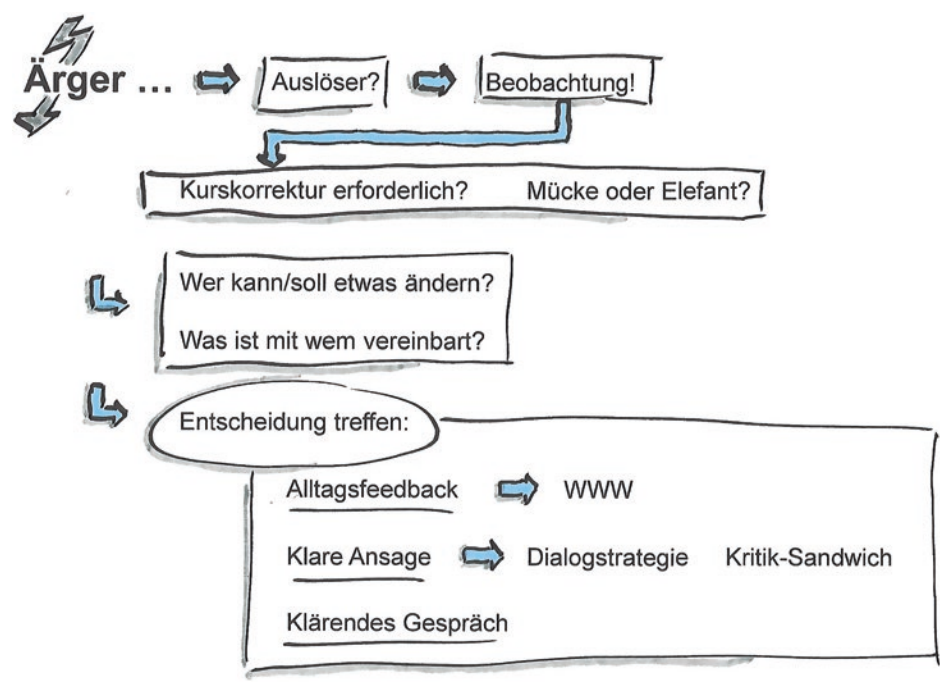 Ärger ... Auslöser? Beobachtung!
Kurskorrektur erforderlich? Mücke oder Elefant?
Wer kann/soll etwas ändern?
Was ist mit wem vereinbart?
Entscheidung treffen:
Alltagsfeedback WWW
Klare Ansage Dialogstrategie Kritik-Sandwich
Klärendes Gespräch